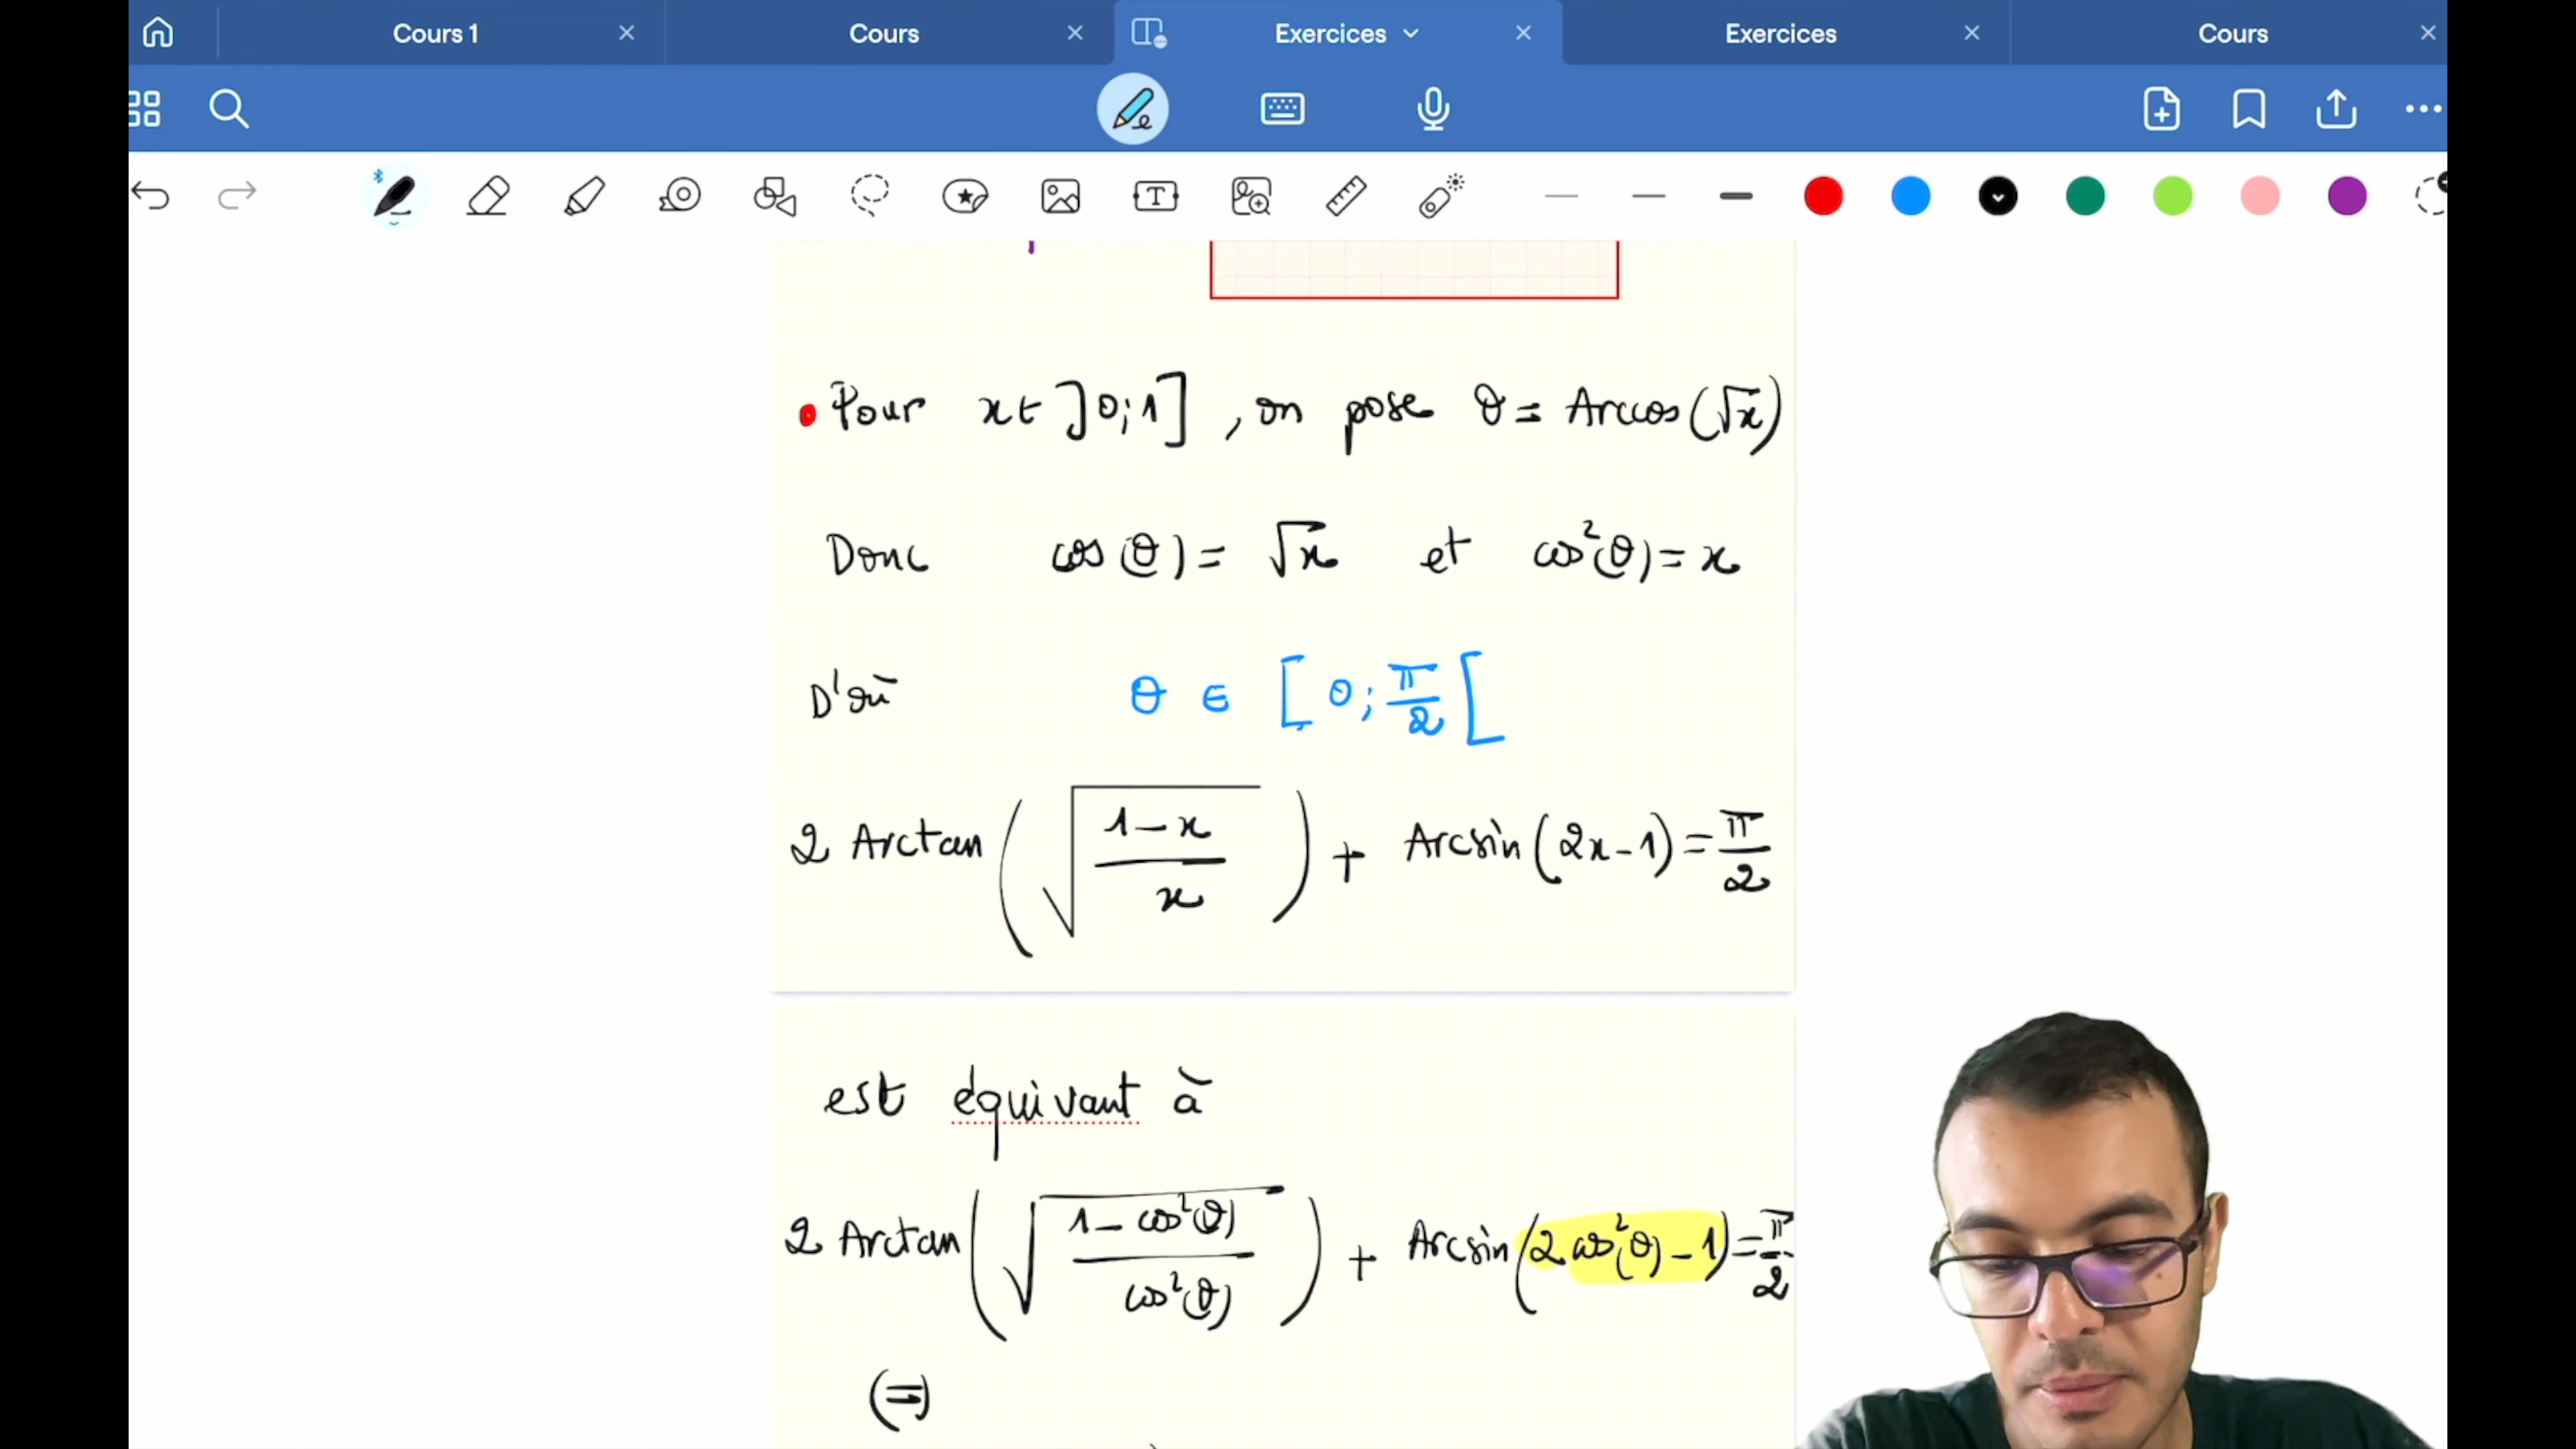 Cours 1 Cours Exercices Exercices Cours
• Pour x ∈ ]0;1] , on pose θ = Arccos(√x)
Donc cos(θ) = √x et cos²(θ) = x
D'où θ ∈ [0; π/2[
2 Arctan(√((1-x)/x)) + Arcsin(2x-1) = π/2
est équivant à
2 Arctan(√((1-cos²(θ))/cos²(θ))) + Arcsin(2cos²(θ)-1) = π/2
(=)